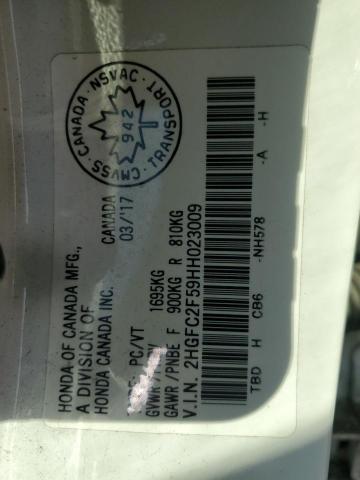 CMVSS · CANADA · NSVAC · TRANSPORT
942
HONDA OF CANADA MFG.,
A DIVISION OF
HONDA CANADA INC.
CANADA
03/'17
PC/VT
GVWR 1695KG
GAWR/PNBE F 900KG R 810KG
V.I.N. 2HGFC2F59HH023009
TBD H CB6 -NH578 -A -H